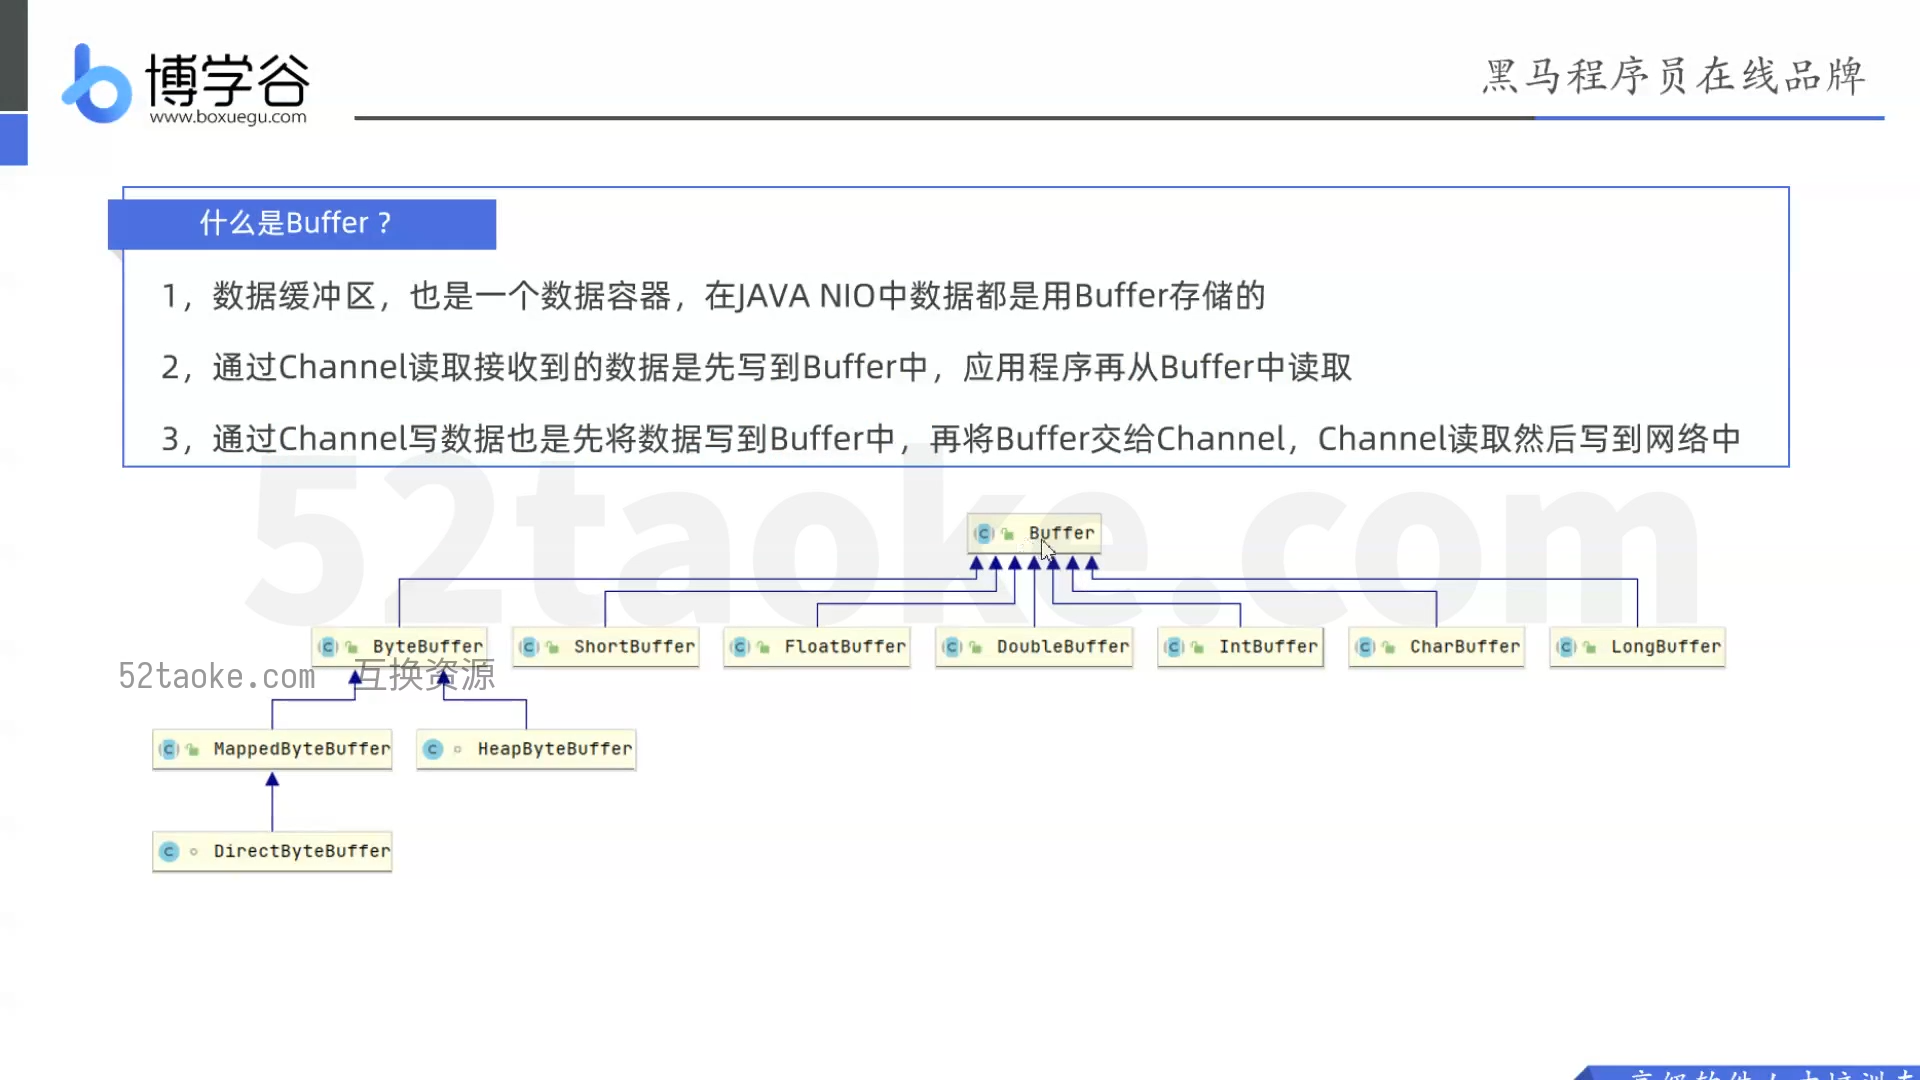 博学谷
www.boxuegu.com
黑马程序员在线品牌
什么是Buffer？
1，数据缓冲区，也是一个数据容器，在JAVA NIO中数据都是用Buffer存储的
2，通过Channel读取接收到的数据是先写到Buffer中，应用程序再从Buffer中读取
3，通过Channel写数据也是先将数据写到Buffer中，再将Buffer交给Channel，Channel读取然后写到网络中
52taoke.com
Buffer
ByteBuffer ShortBuffer FloatBuffer DoubleBuffer IntBuffer CharBuffer LongBuffer
52taoke.com 互换资源
MappedByteBuffer HeapByteBuffer
DirectByteBuffer